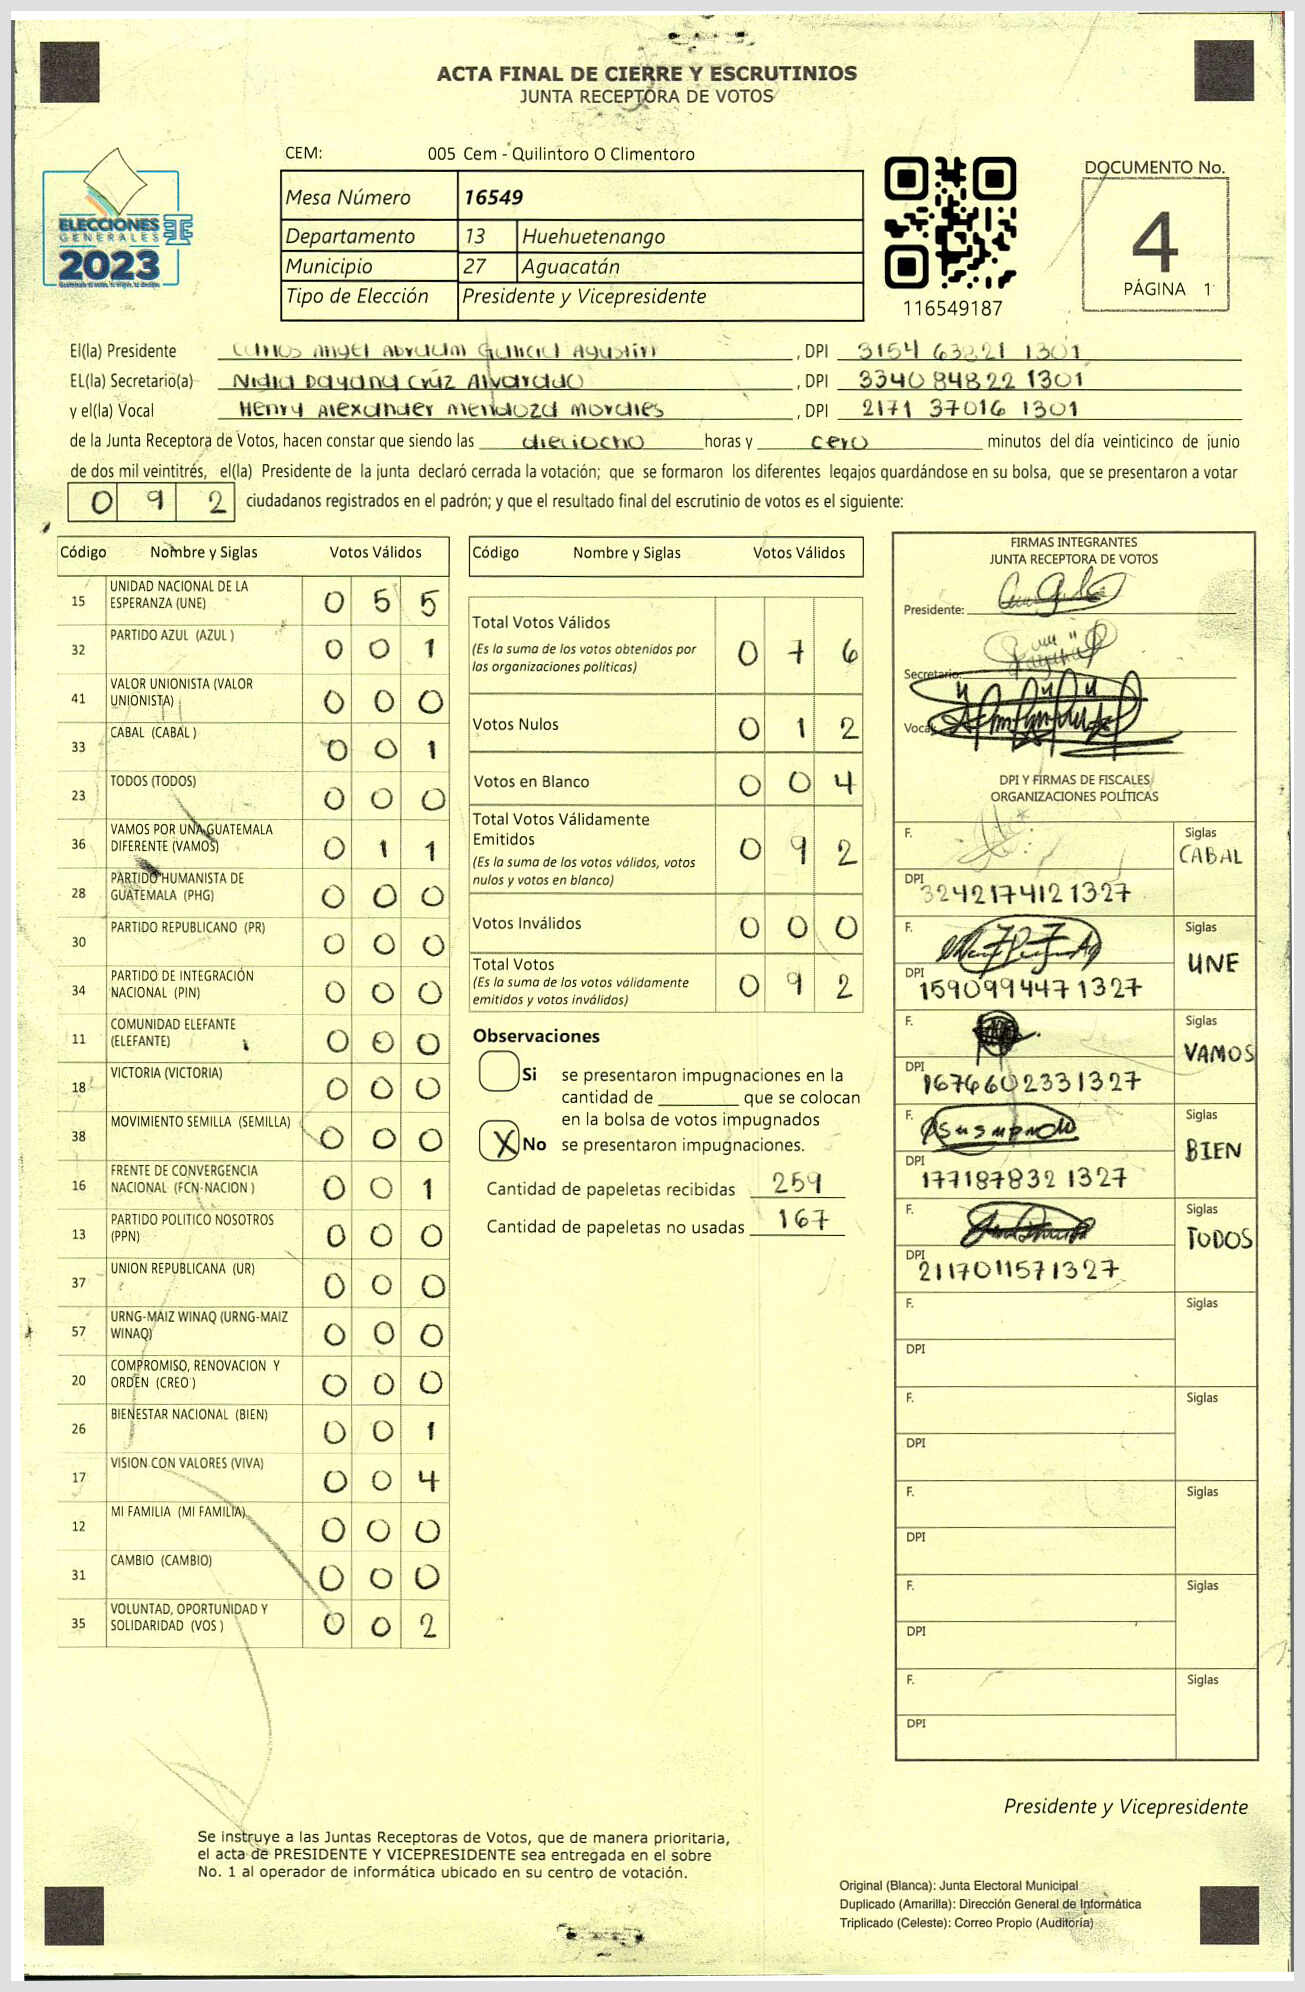 ACTA FINAL DE CIERRE Y ESCRUTINIOS
JUNTA RECEPTORA DE VOTOS
CEM: 005 Cem - Quilintoro O Climentoro
ELECCIONES
GENERALES
2023
Mesa Número 16549
Departamento 13 Huehuetenango
Municipio 27 Aguacatán
Tipo de Elección Presidente y Vicepresidente
116549187
DOCUMENTO No.
4
PÁGINA 1
El(la) Presidente Carlos Angel Abraham Galicia Agustín , DPI 3154 63821 1301
EL(la) Secretario(a) Nidia Dayana Cruz Alvarado , DPI 3340 84822 1301
y el(la) Vocal Henry Alexander Mendoza Morales , DPI 2171 37016 1301
de la Junta Receptora de Votos, hacen constar que siendo las dieciocho horas y cero minutos del día veinticinco de junio
de dos mil veintitrés, el(la) Presidente de la junta declaró cerrada la votación; que se formaron los diferentes legajos guardándose en su bolsa, que se presentaron a votar
0 9 2 ciudadanos registrados en el padrón; y que el resultado final del escrutinio de votos es el siguiente:
Código Nombre y Siglas Votos Válidos
15 UNIDAD NACIONAL DE LA ESPERANZA (UNE) 0 5 5
32 PARTIDO AZUL (AZUL ) 0 0 1
41 VALOR UNIONISTA (VALOR UNIONISTA) 0 0 0
33 CABAL (CABAL ) 0 0 1
23 TODOS (TODOS) 0 0 0
36 VAMOS POR UNA GUATEMALA DIFERENTE (VAMOS) 0 1 1
28 PARTIDO HUMANISTA DE GUATEMALA (PHG) 0 0 0
30 PARTIDO REPUBLICANO (PR) 0 0 0
34 PARTIDO DE INTEGRACIÓN NACIONAL (PIN) 0 0 0
11 COMUNIDAD ELEFANTE (ELEFANTE) 0 0 0
18 VICTORIA (VICTORIA) 0 0 0
38 MOVIMIENTO SEMILLA (SEMILLA) 0 0 0
16 FRENTE DE CONVERGENCIA NACIONAL (FCN-NACION ) 0 0 1
13 PARTIDO POLITICO NOSOTROS (PPN) 0 0 0
37 UNION REPUBLICANA (UR) 0 0 0
57 URNG-MAIZ WINAQ (URNG-MAIZ WINAQ) 0 0 0
20 COMPROMISO, RENOVACION Y ORDEN (CREO ) 0 0 0
26 BIENESTAR NACIONAL (BIEN) 0 0 1
17 VISION CON VALORES (VIVA) 0 0 4
12 MI FAMILIA (MI FAMILIA) 0 0 0
31 CAMBIO (CAMBIO) 0 0 0
35 VOLUNTAD, OPORTUNIDAD Y SOLIDARIDAD (VOS ) 0 0 2
Código Nombre y Siglas Votos Válidos
Total Votos Válidos 0 7 6
(Es la suma de los votos obtenidos por
las organizaciones políticas)
Votos Nulos 0 1 2
Votos en Blanco 0 0 4
Total Votos Válidamente
Emitidos 0 9 2
(Es la suma de los votos válidos, votos
nulos y votos en blanco)
Votos Inválidos 0 0 0
Total Votos 0 9 2
(Es la suma de los votos válidamente
emitidos y votos inválidos)
Observaciones
Si se presentaron impugnaciones en la
cantidad de ________ que se colocan
en la bolsa de votos impugnados
X No se presentaron impugnaciones.
Cantidad de papeletas recibidas 259
Cantidad de papeletas no usadas 167
FIRMAS INTEGRANTES
JUNTA RECEPTORA DE VOTOS
Presidente:
Secretario:
Vocal:
DPI Y FIRMAS DE FISCALES
ORGANIZACIONES POLÍTICAS
F. Siglas
CABAL
DPI 3242174121327
F. Siglas
UNE
DPI 1590994471327
F. Siglas
VAMOS
DPI 1676602331327
F. Siglas
BIEN
DPI 177187832 1327
F. Siglas
TODOS
DPI 2117011571327
F. Siglas
DPI
F. Siglas
DPI
F. Siglas
DPI
F. Siglas
DPI
F. Siglas
DPI
Presidente y Vicepresidente
Se instruye a las Juntas Receptoras de Votos, que de manera prioritaria,
el acta de PRESIDENTE Y VICEPRESIDENTE sea entregada en el sobre
No. 1 al operador de informática ubicado en su centro de votación.
Original (Blanca): Junta Electoral Municipal
Duplicado (Amarilla): Dirección General de Informática
Triplicado (Celeste): Correo Propio (Auditoría)